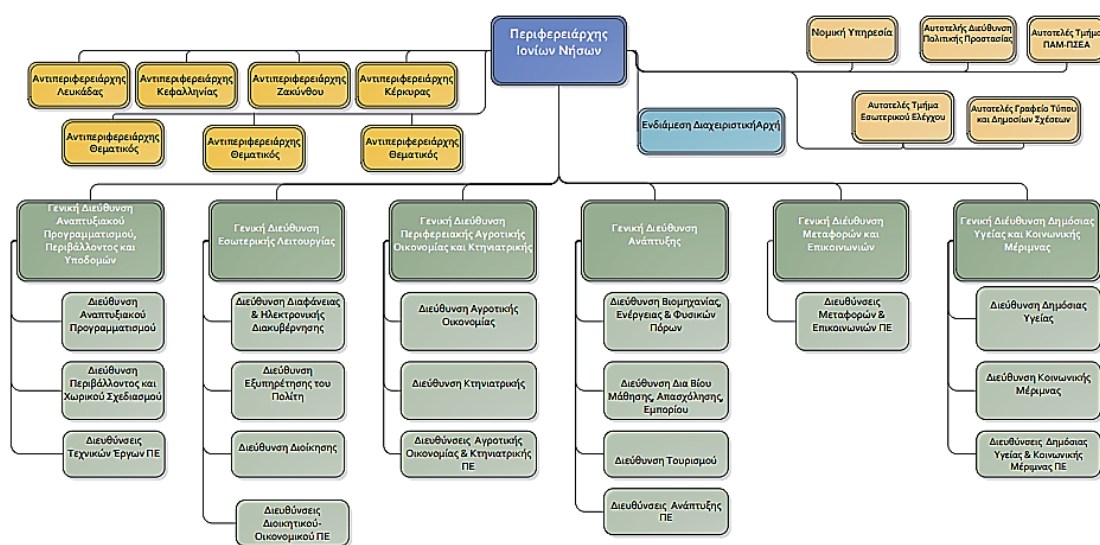 Περιφερειάρχης
Ιονίων Νήσων
Νομική Υπηρεσία
Αυτοτελής Διεύθυνση
Πολιτικής Προστασίας
Αυτοτελές Τμήμα
ΠΑΜ-ΠΣΕΑ
Αντιπεριφερειάρχης
Λευκάδας
Αντιπεριφερειάρχης
Κεφαλληνίας
Αντιπεριφερειάρχης
Ζακύνθου
Αντιπεριφερειάρχης
Κέρκυρας
Αντιπεριφερειάρχης
Θεματικός
Αντιπεριφερειάρχης
Θεματικός
Αντιπεριφερειάρχης
Θεματικός
Ενδιάμεση ΔιαχειριστικήΑρχή
Αυτοτελές Τμήμα
Εσωτερικού Ελέγχου
Αυτοτελές Γραφείο Τύπου
και Δημοσίων Σχέσεων
Γενική Διεύθυνση
Αναπτυξιακού
Προγραμματισμού,
Περιβάλλοντος και
Υποδομών
Διεύθυνση
Αναπτυξιακού
Προγραμματισμού
Διεύθυνση
Περιβάλλοντος και
Χωρικού Σχεδιασμού
Διευθύνσεις
Τεχνικών Έργων ΠΕ
Γενική Διεύθυνση
Εσωτερικής Λειτουργίας
Διεύθυνση Διαφάνειας
& Ηλεκτρονικής
Διακυβέρνησης
Διεύθυνση
Εξυπηρέτησης του
Πολίτη
Διεύθυνση Διοίκησης
Διευθύνσεις
Διοικητικού-
Οικονομικού ΠΕ
Γενική Διεύθυνση
Περιφερειακής Αγροτικής
Οικονομίας και Κτηνιατρικής
Διεύθυνση Αγροτικής
Οικονομίας
Διεύθυνση Κτηνιατρικής
Διευθύνσεις Αγροτικής
Οικονομίας & Κτηνιατρικής
ΠΕ
Γενική Διεύθυνση
Ανάπτυξης
Διεύθυνση Βιομηχανίας,
Ενέργειας & Φυσικών
Πόρων
Διεύθυνση Δια Βίου
Μάθησης, Απασχόλησης,
Εμπορίου
Διεύθυνση Τουρισμού
Διευθύνσεις Ανάπτυξης
ΠΕ
Γενική Διεύθυνση
Μεταφορών και
Επικοινωνιών
Διευθύνσεις
Μεταφορών &
Επικοινωνιών ΠΕ
Γενική Διέυθυνση Δημόσιας
Υγείας και Κοινωνικής
Μέριμνας
Διεύθυνση Δημόσιας
Υγείας
Διεύθυνση Κοινωνικής
Μέριμνας
Διευθύνσεις Δημόσιας
Υγείας & Κοινωνικής
Μέριμνας ΠΕ